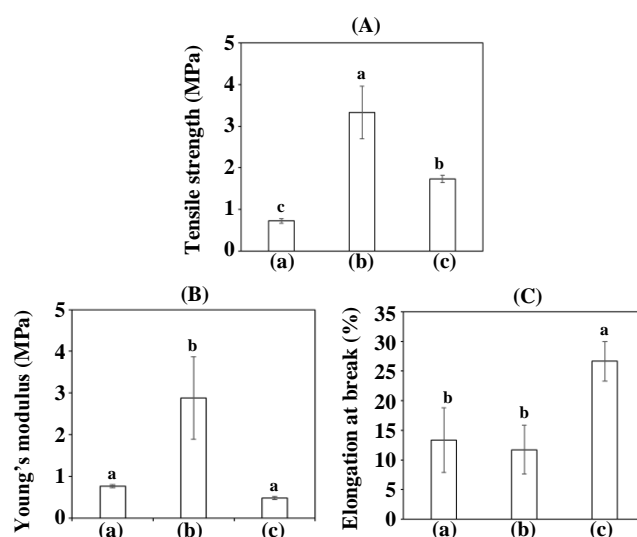 (A)
Tensile strength (MPa)
5
4
3
2
1
0
c
a
b
(a)
(b)
(c)
(B)
Young's modulus (MPa)
5
4
3
2
1
0
a
b
a
(a)
(b)
(c)
(C)
Elongation at break (%)
35
30
25
20
15
10
5
0
b
b
a
(a)
(b)
(c)